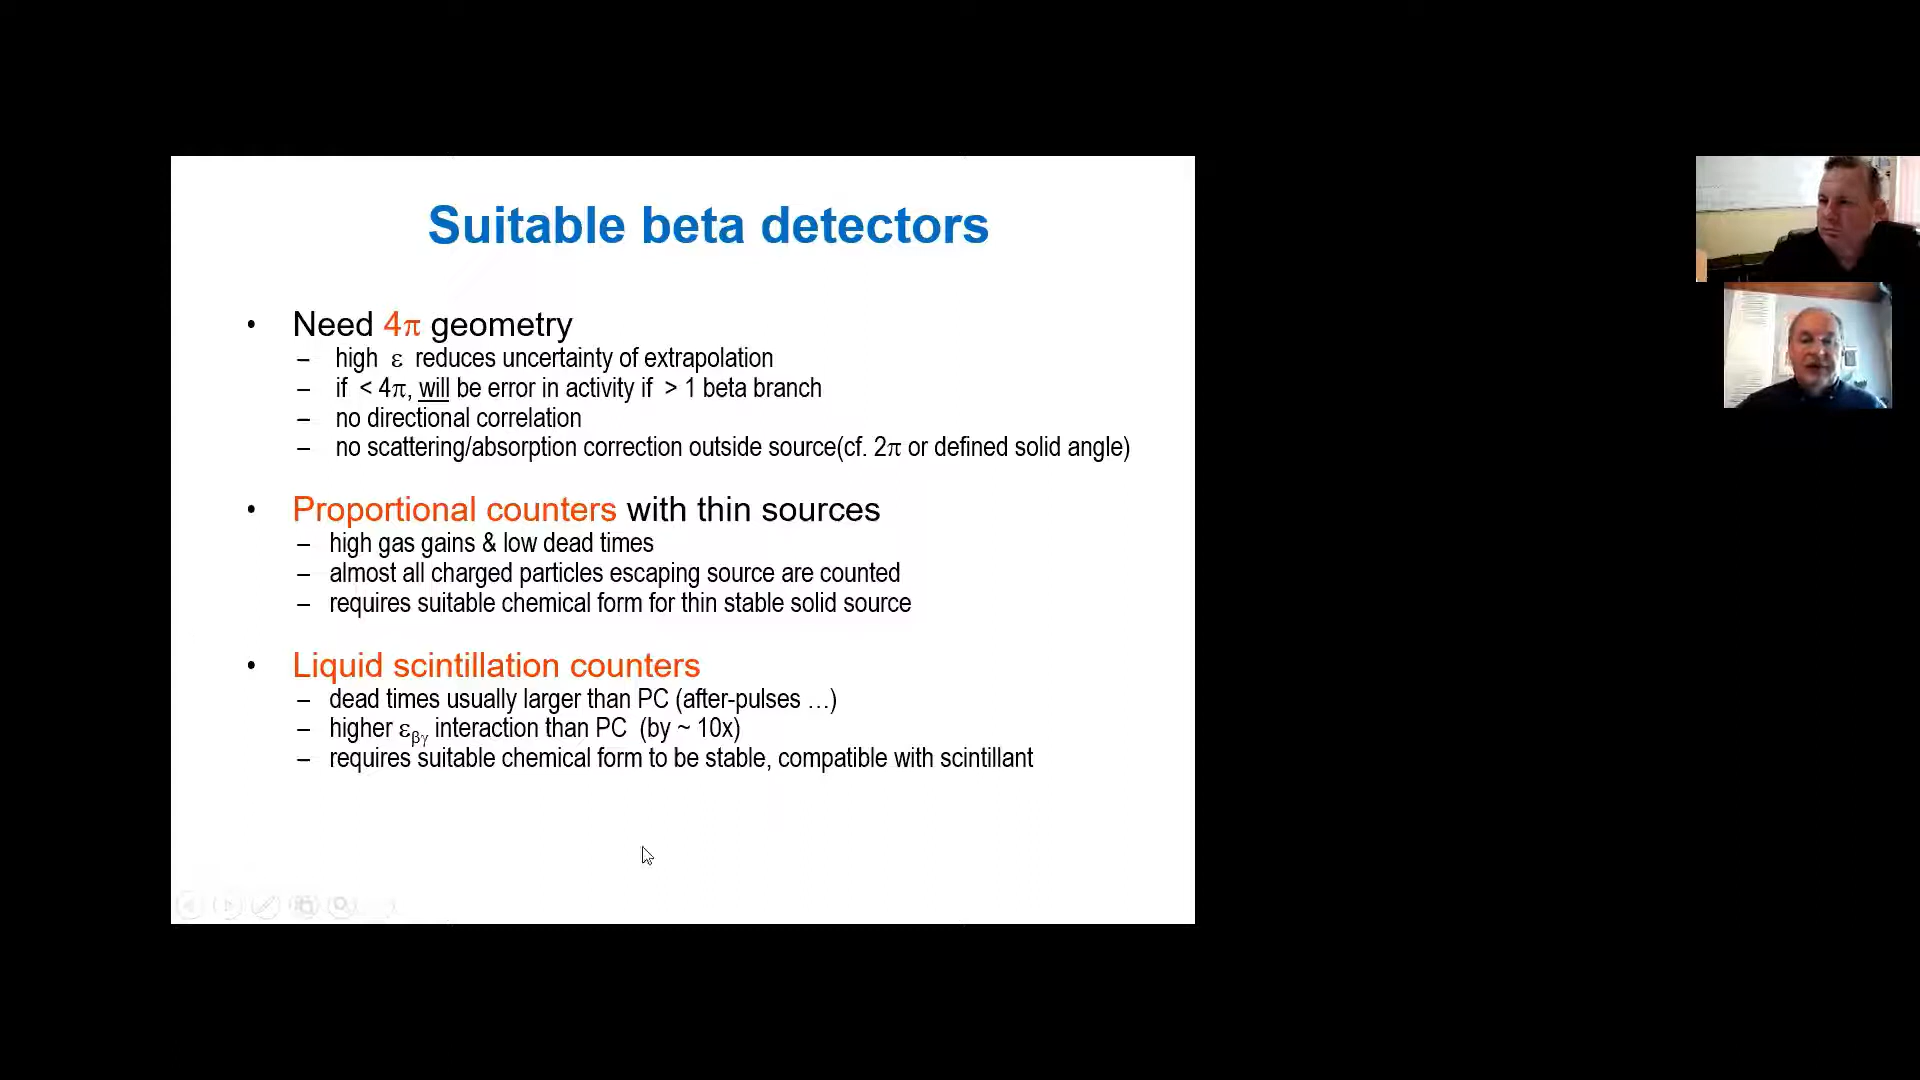 Suitable beta detectors
• Need 4π geometry
– high ε reduces uncertainty of extrapolation
– if < 4π, will be error in activity if > 1 beta branch
– no directional correlation
– no scattering/absorption correction outside source(cf. 2π or defined solid angle)
• Proportional counters with thin sources
– high gas gains & low dead times
– almost all charged particles escaping source are counted
– requires suitable chemical form for thin stable solid source
• Liquid scintillation counters
– dead times usually larger than PC (after-pulses …)
– higher εβγ interaction than PC (by ~ 10x)
– requires suitable chemical form to be stable, compatible with scintillant